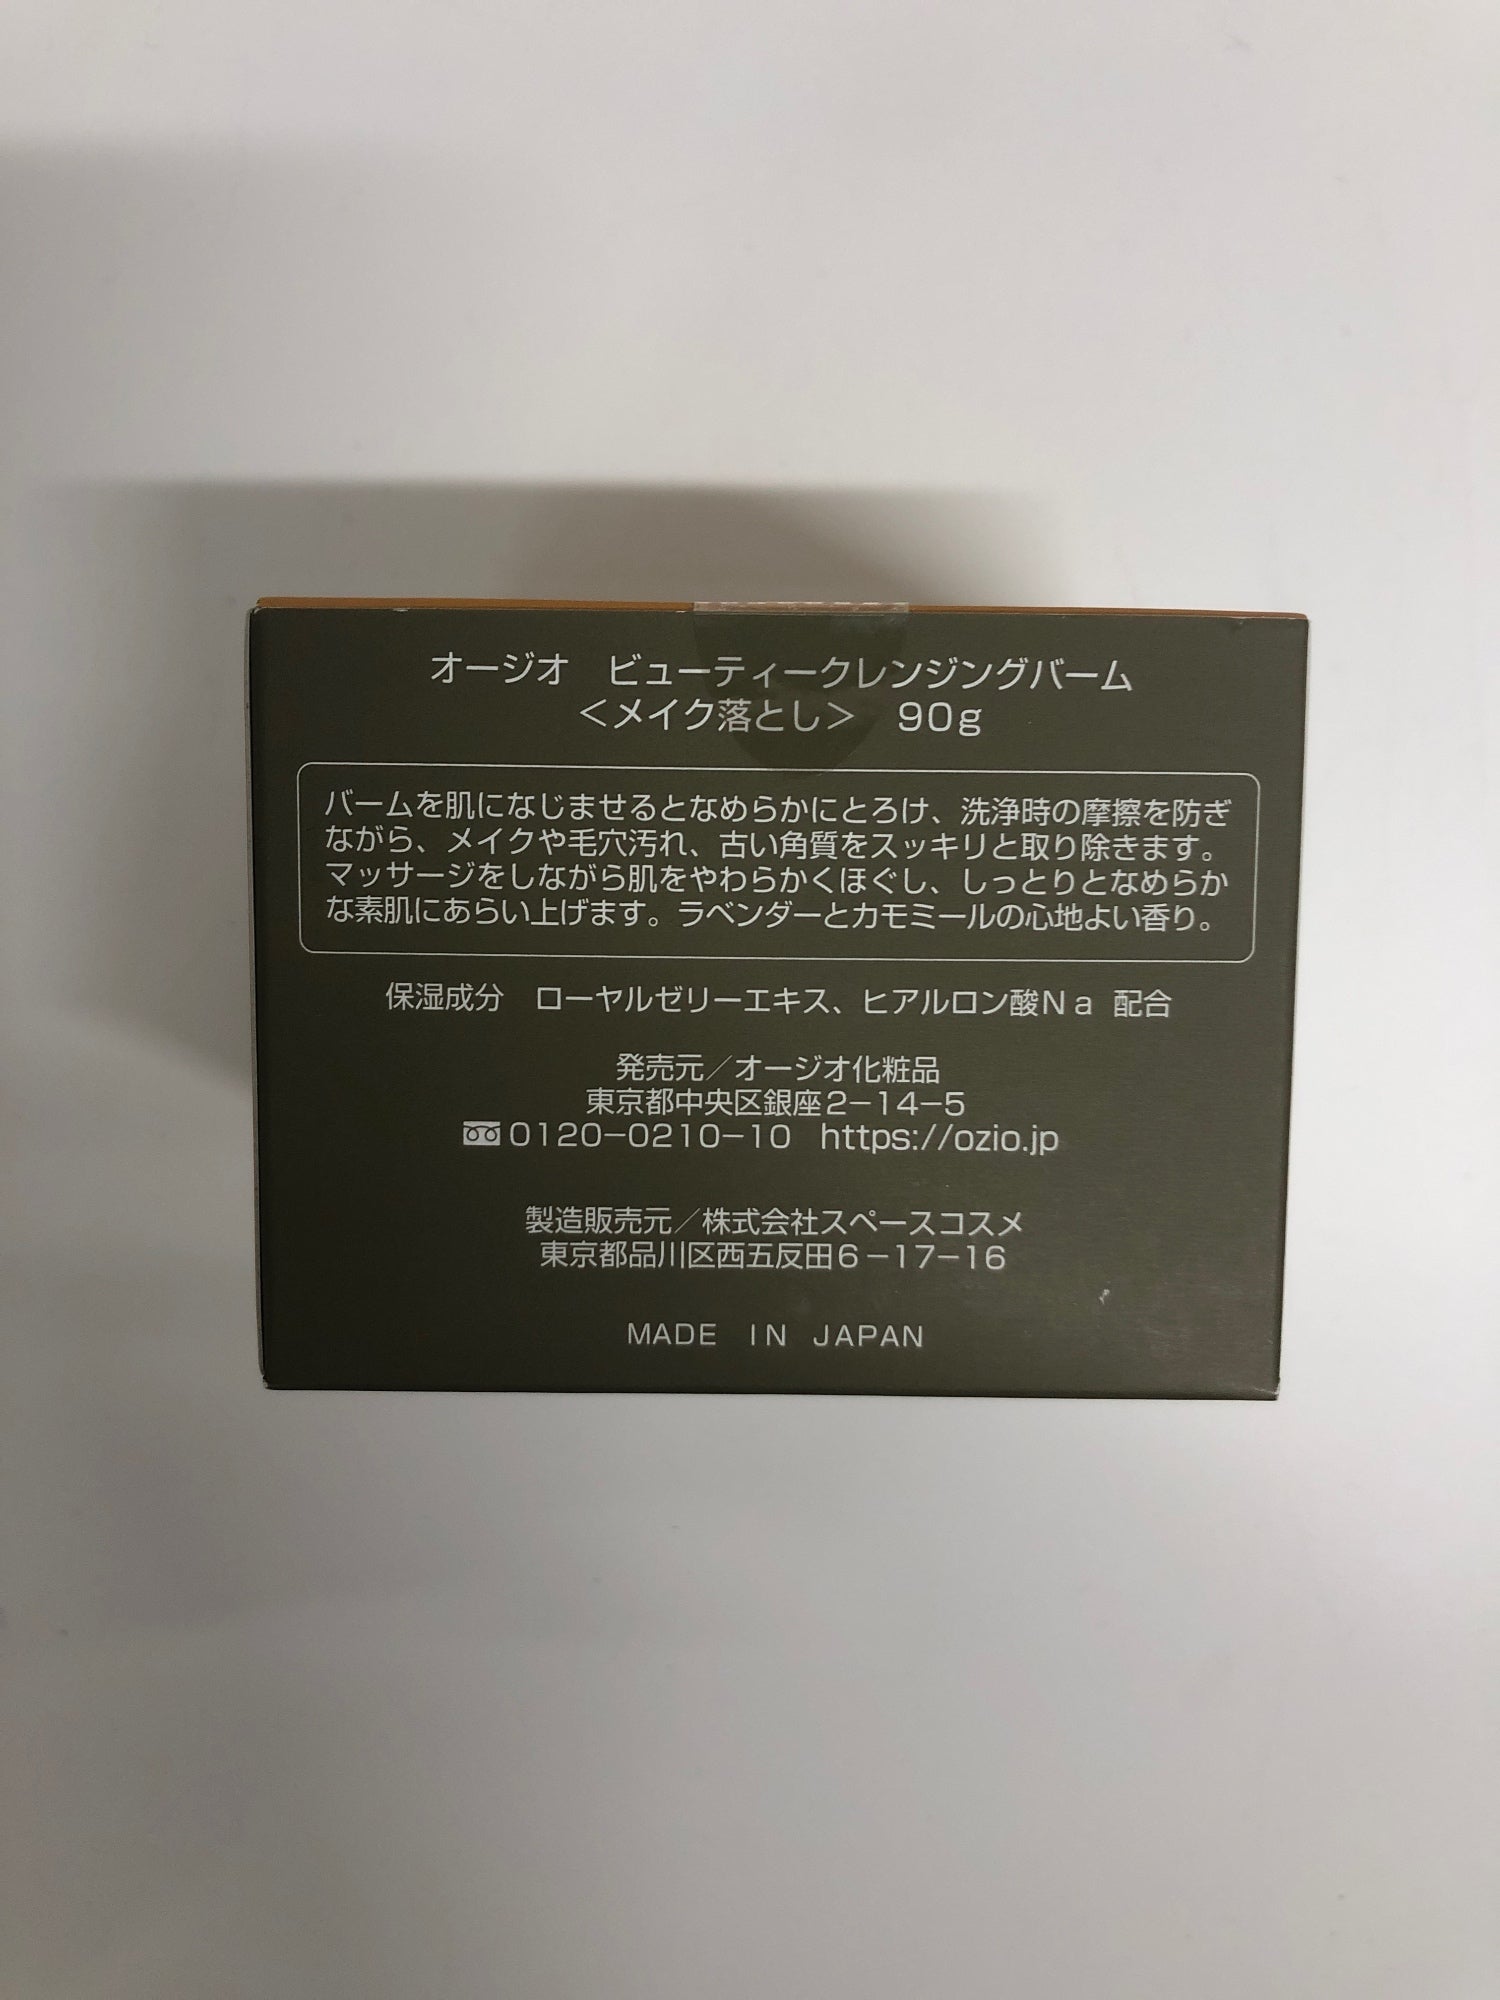 オージオ　ビューティークレンジングバーム
＜メイク落とし＞　90g
バームを肌になじませるとなめらかにとろけ、洗浄時の摩擦を防ぎ
ながら、メイクや毛穴汚れ、古い角質をスッキリと取り除きます。
マッサージをしながら肌をやわらかくほぐし、しっとりとなめらか
な素肌にあらい上げます。ラベンダーとカモミールの心地よい香り。
保湿成分　ローヤルゼリーエキス、ヒアルロン酸Na 配合
発売元／オージオ化粧品
東京都中央区銀座2−14−5
0120−0210−10　https://ozio.jp
製造販売元／株式会社スペースコスメ
東京都品川区西五反田6−17−16
MADE IN JAPAN